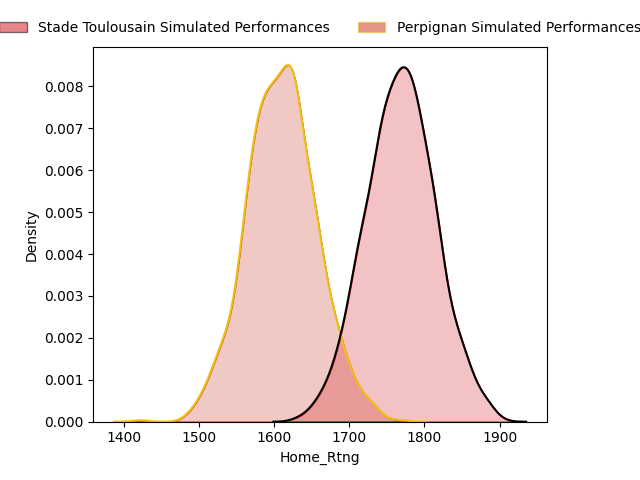 Stade Toulousain Simulated Performances
Perpignan Simulated Performances
0.008
0.007
0.006
0.005
0.004
0.003
0.002
0.001
0.000
Density
1400 1500 1600 1700 1800 1900
Home_Rtng